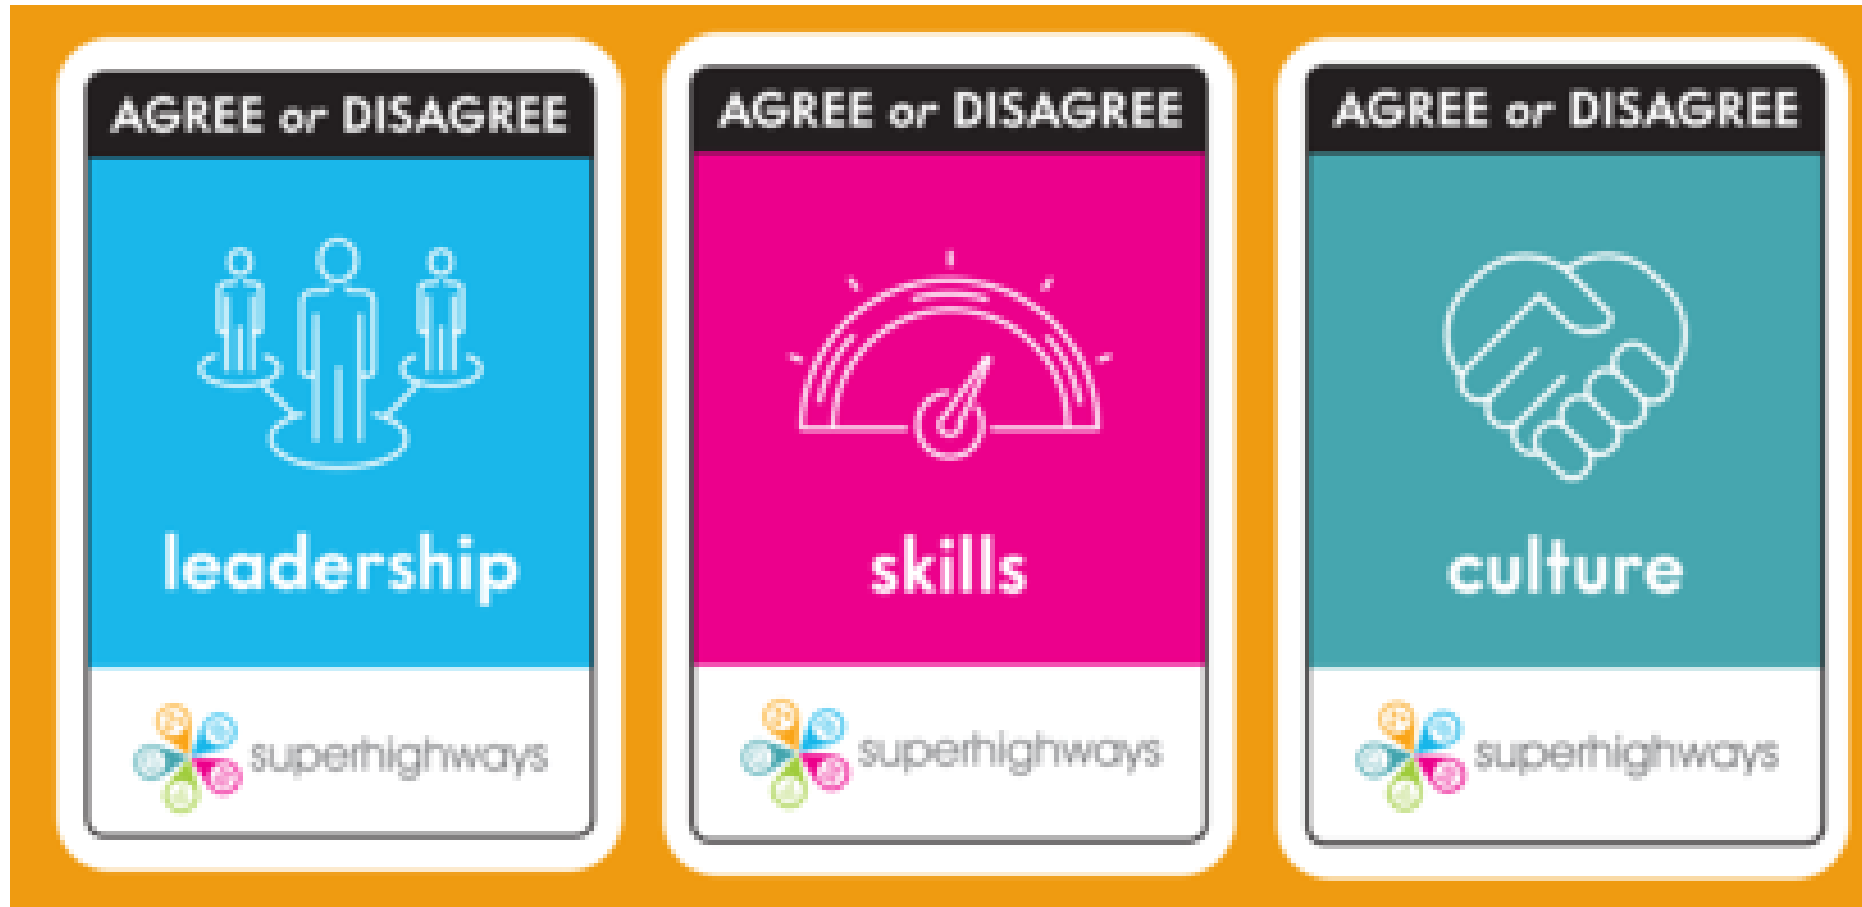 AGREE or DISAGREE
leadership
superhighways
AGREE or DISAGREE
skills
superhighways
AGREE or DISAGREE
culture
superhighways